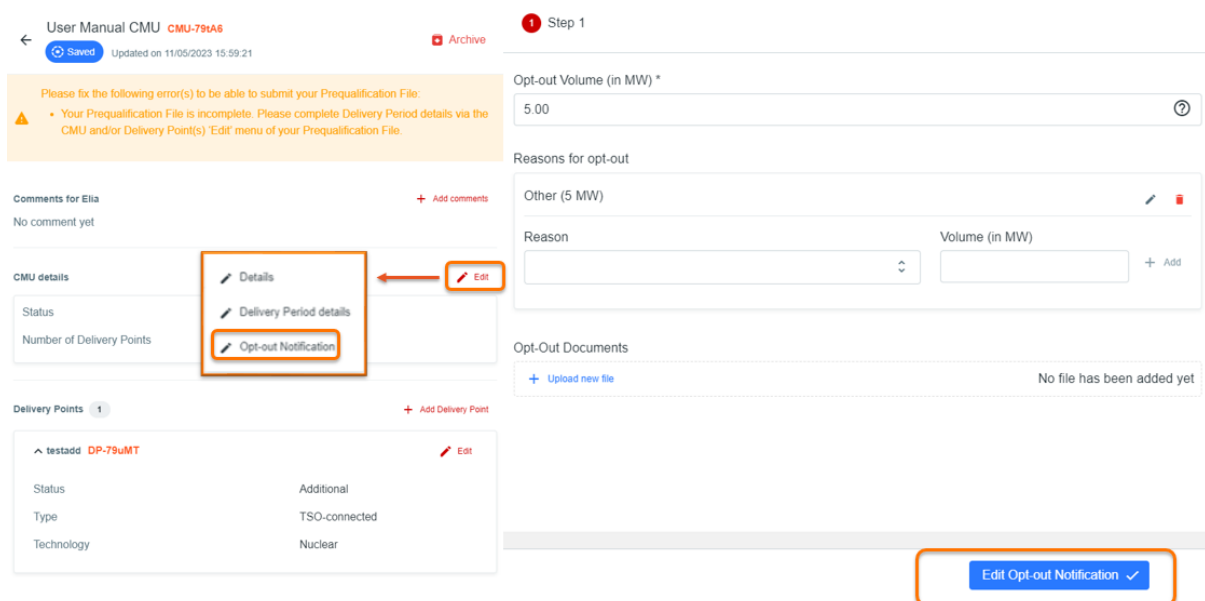 User Manual CMU CMU-79tA6
Saved Updated on 11/05/2023 15:59:21
Archive
Please fix the following error(s) to be able to submit your Prequalification File:
• Your Prequalification File is incomplete. Please complete Delivery Period details via the
CMU and/or Delivery Point(s) 'Edit' menu of your Prequalification File.
Comments for Elia
+ Add comments
No comment yet
CMU details
Edit
Details
Delivery Period details
Opt-out Notification
Status
Number of Delivery Points
Delivery Points 1
+ Add Delivery Point
testadd DP-79uMT
Edit
Status Additional
Type TSO-connected
Technology Nuclear
1 Step 1
Opt-out Volume (in MW) *
5.00
Reasons for opt-out
Other (5 MW)
Reason Volume (in MW)
+ Add
Opt-Out Documents
+ Upload new file No file has been added yet
Edit Opt-out Notification